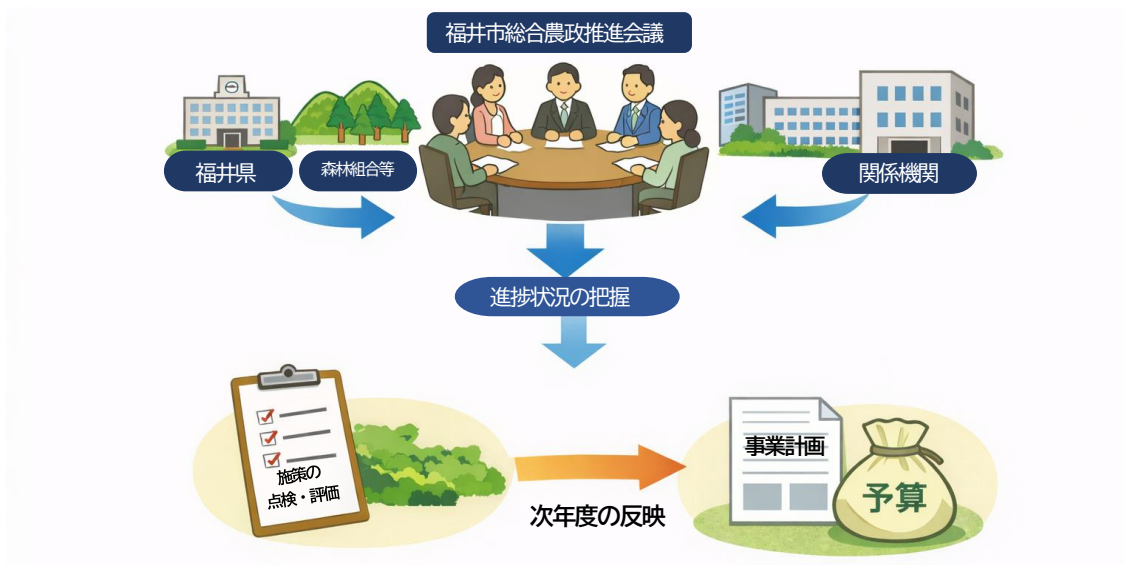 福井市総合農政推進会議
福井県
森林組合等
関係機関
進捗状況の把握
施策の
点検・評価
次年度の反映
事業計画
予算